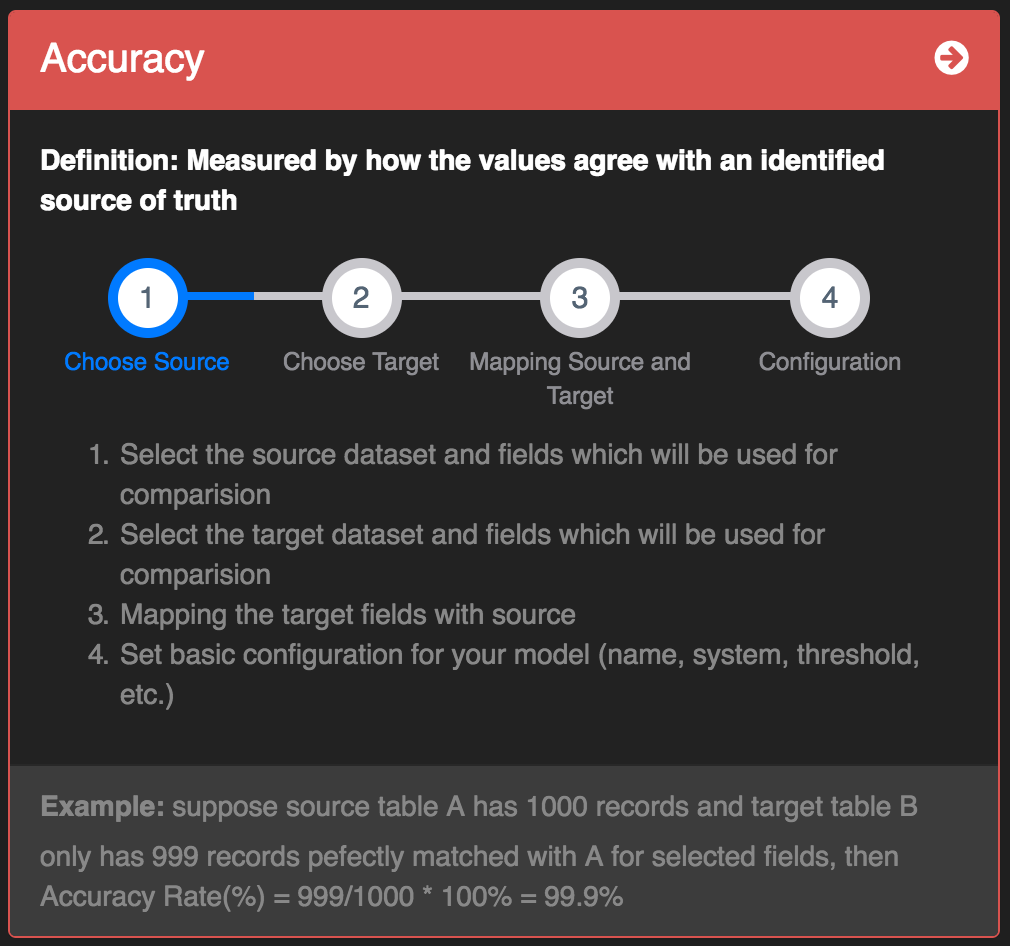 Accuracy
Definition: Measured by how the values agree with an identified
source of truth
1
2
3
4
Choose Source
Choose Target
Mapping Source and
Target
Configuration
1. Select the source dataset and fields which will be used for
comparision
2. Select the target dataset and fields which will be used for
comparision
3. Mapping the target fields with source
4. Set basic configuration for your model (name, system, threshold,
etc.)
Example: suppose source table A has 1000 records and target table B
only has 999 records pefectly matched with A for selected fields, then
Accuracy Rate(%) = 999/1000 * 100% = 99.9%